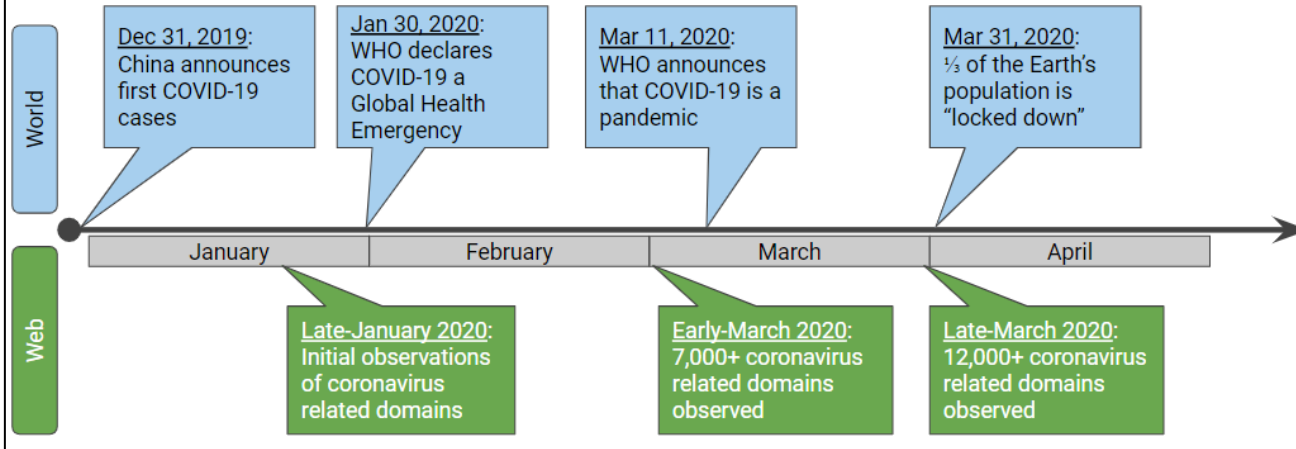 World
Dec 31, 2019:
China announces
first COVID-19
cases
Jan 30, 2020:
WHO declares
COVID-19 a
Global Health
Emergency
Mar 11, 2020:
WHO announces
that COVID-19 is a
pandemic
Mar 31, 2020:
⅓ of the Earth's
population is
“locked down”
January
February
March
April
Web
Late-January 2020:
Initial observations
of coronavirus
related domains
Early-March 2020:
7,000+ coronavirus
related domains
observed
Late-March 2020:
12,000+ coronavirus
related domains
observed